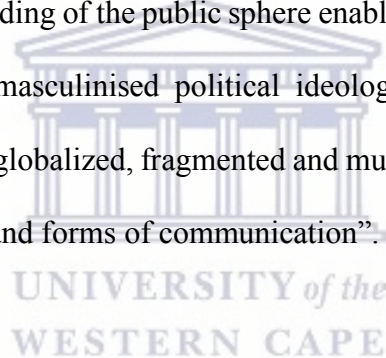 ding of the public sphere enabl
masculinised political ideolog
globalized, fragmented and mu
and forms of communication”.
UNIVERSITY of the
WESTERN CAPE